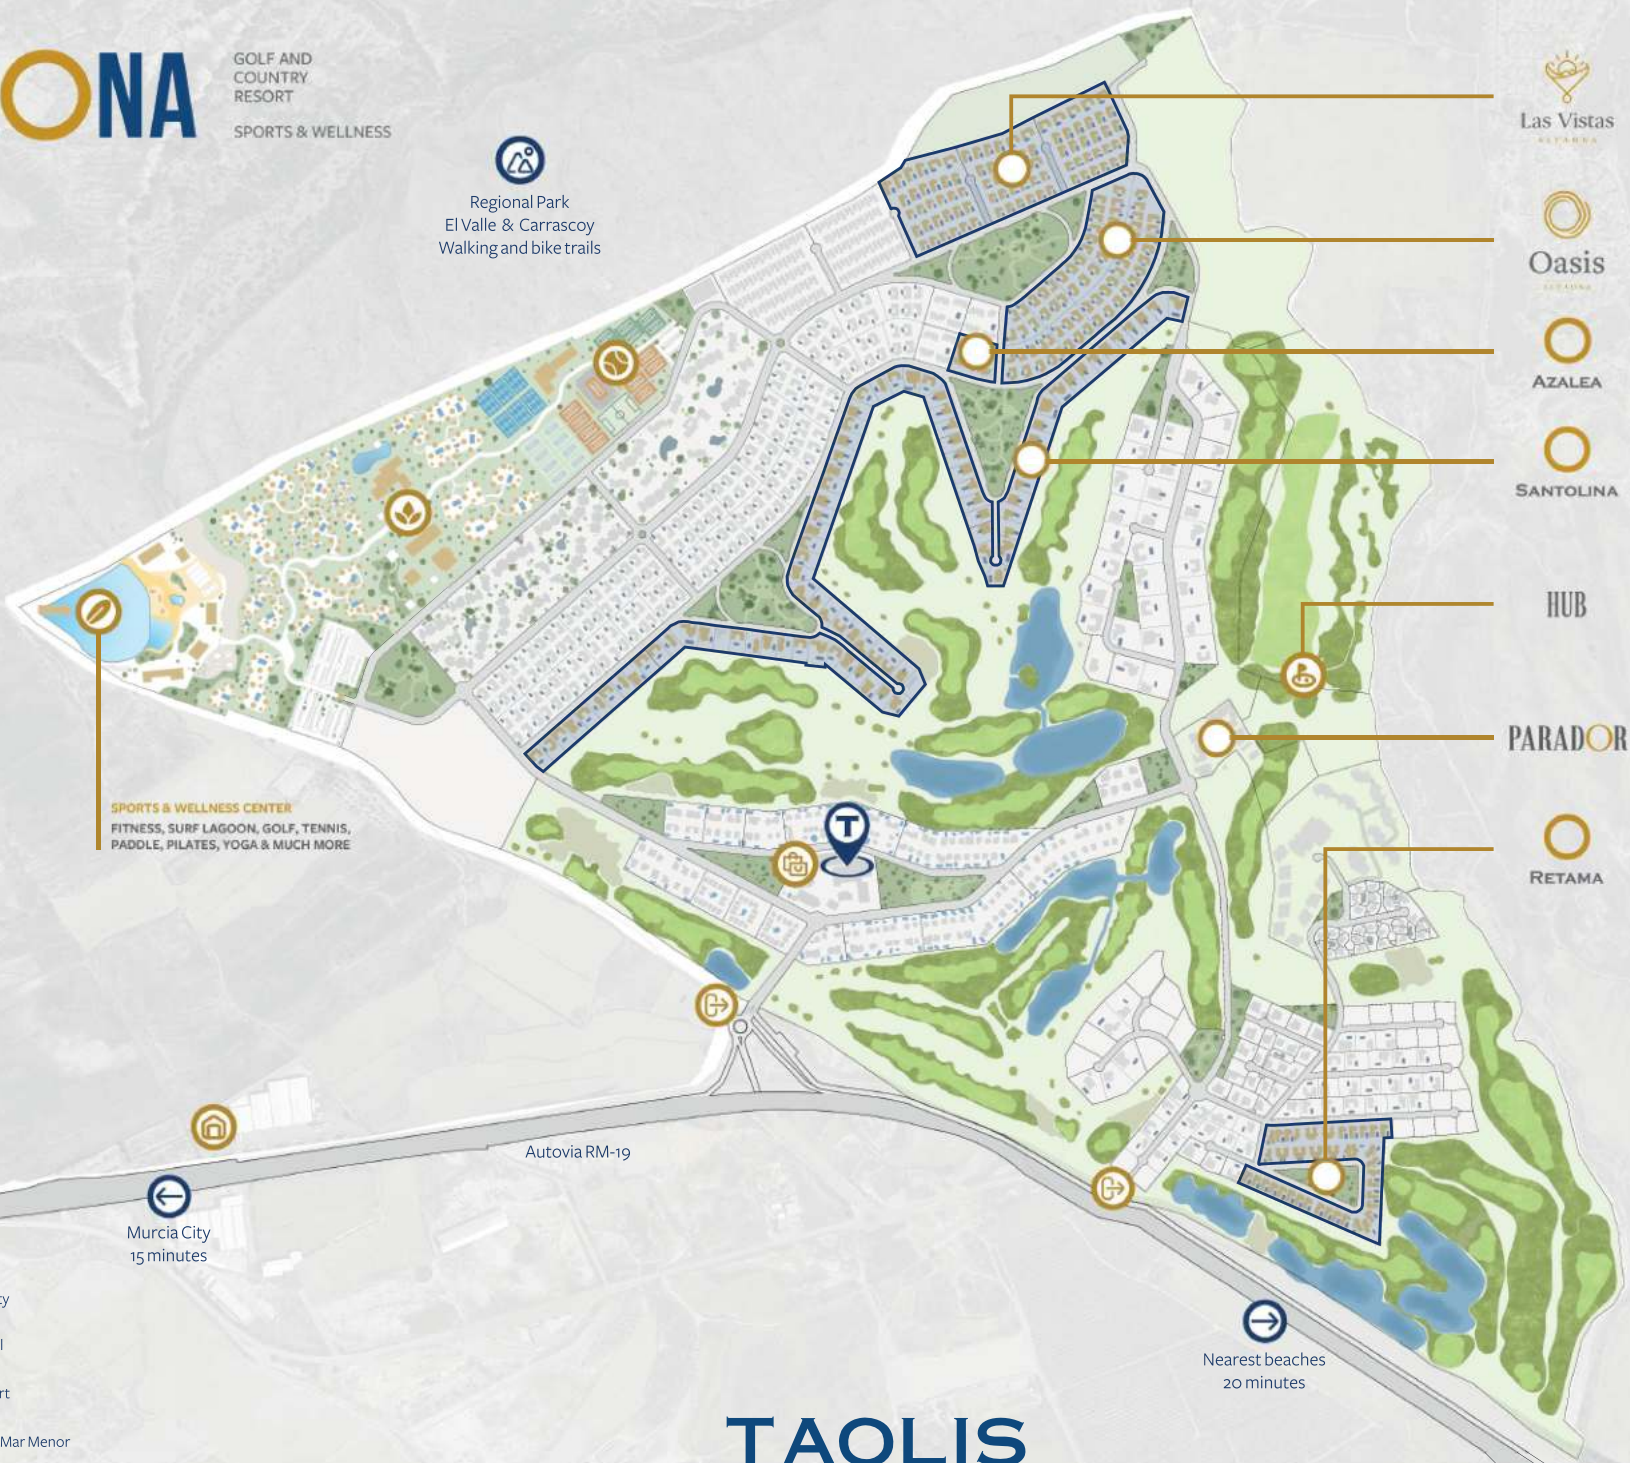 ONA
GOLF AND
COUNTRY
RESORT
SPORTS & WELLNESS
Regional Park
El Valle & Carrascoy
Walking and bike trails
Las Vistas
Oasis
AZALEA
SANTOLINA
HUB
PARADOR
RETAMA
SPORTS & WELLNESS CENTER
FITNESS, SURF LAGOON, GOLF, TENNIS,
PADDLE, PILATES, YOGA & MUCH MORE
T
Autovia RM-19
Murcia City
15 minutes
Nearest beaches
20 minutes
Mar Menor
TAOLIS